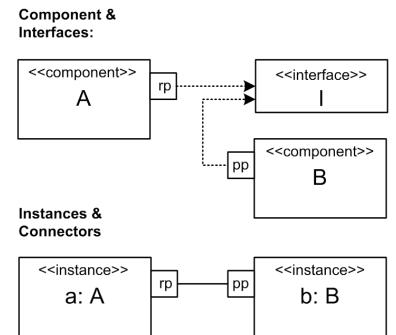 Component &
Interfaces:
<<component>>
A
rp
<<interface>>
I
pp
<<component>>
B
Instances &
Connectors
<<instance>>
a: A
rp
pp
<<instance>>
b: B